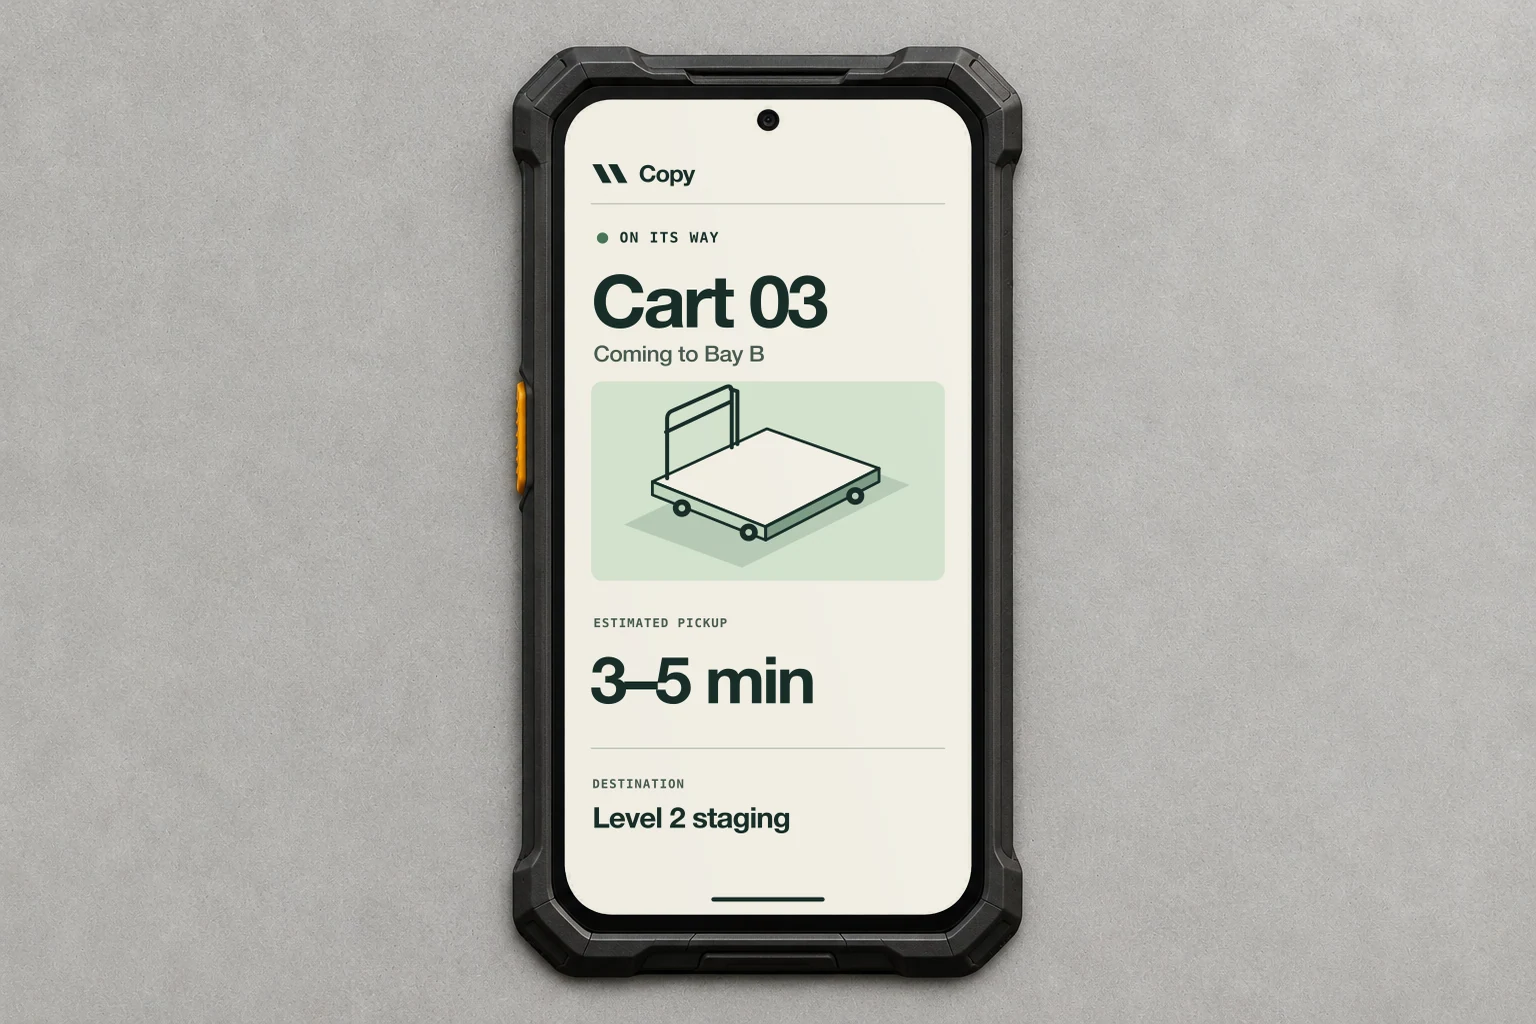 Copy
ON ITS WAY
Cart 03
Coming to Bay B
ESTIMATED PICKUP
3–5 min
DESTINATION
Level 2 staging